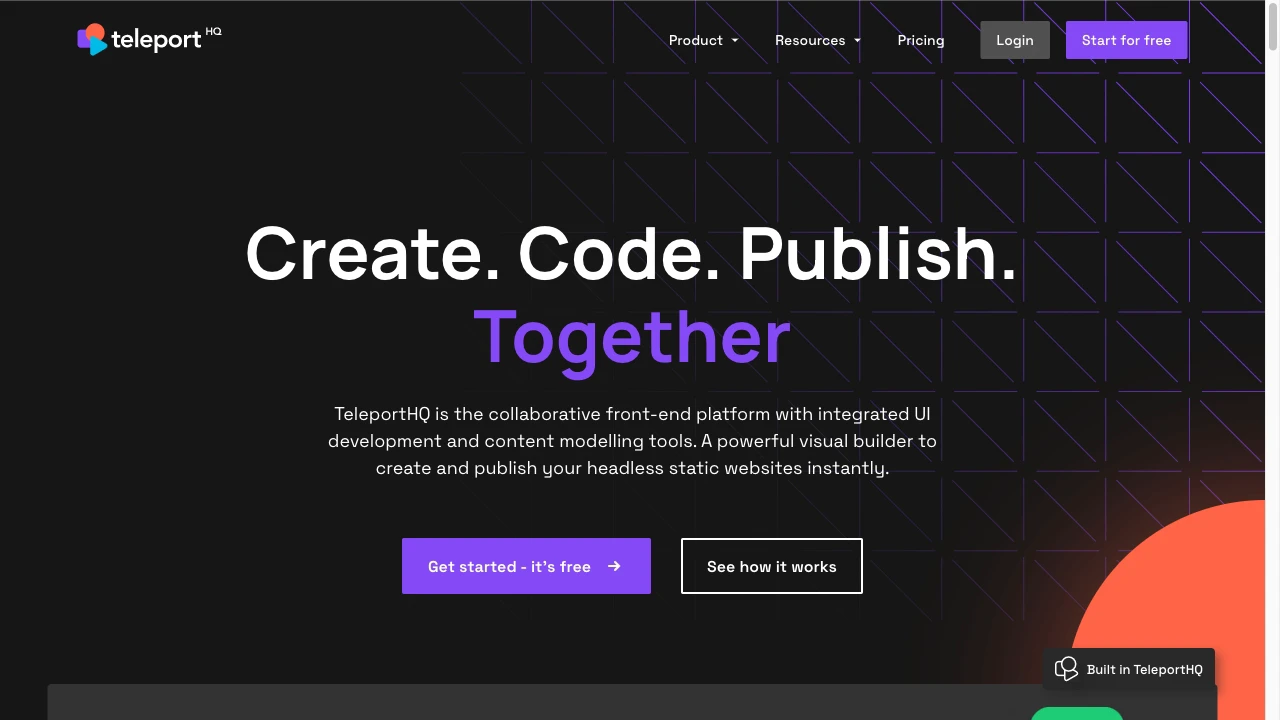 teleport HQ
Product
Resources
Pricing
Login
Start for free
Create. Code. Publish.
Together
TeleportHQ is the collaborative front-end platform with integrated UI
development and content modelling tools. A powerful visual builder to
create and publish your headless static websites instantly.
Get started - it's free
See how it works
Built in TeleportHQ